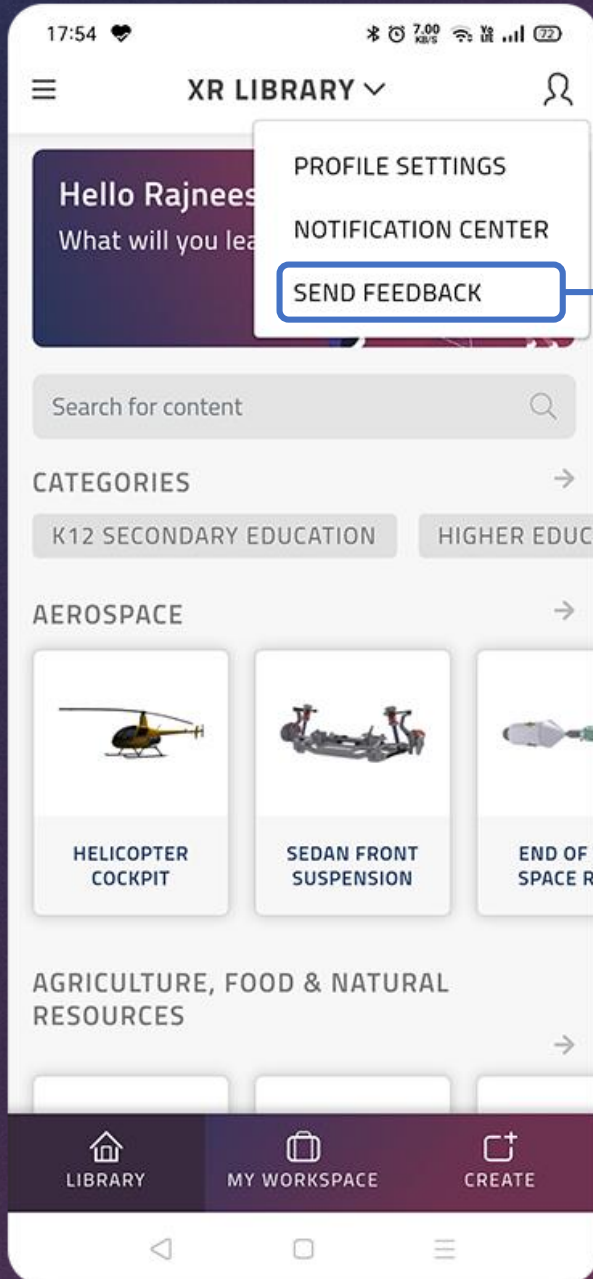 17:54 7.00 KB/S Vo LTE 72
XR LIBRARY
PROFILE SETTINGS
NOTIFICATION CENTER
SEND FEEDBACK
Hello Rajnees
What will you lea
Search for content
CATEGORIES
K12 SECONDARY EDUCATION HIGHER EDUC
AEROSPACE
HELICOPTER
COCKPIT
SEDAN FRONT
SUSPENSION
END OF
SPACE R
AGRICULTURE, FOOD & NATURAL
RESOURCES
LIBRARY MY WORKSPACE CREATE